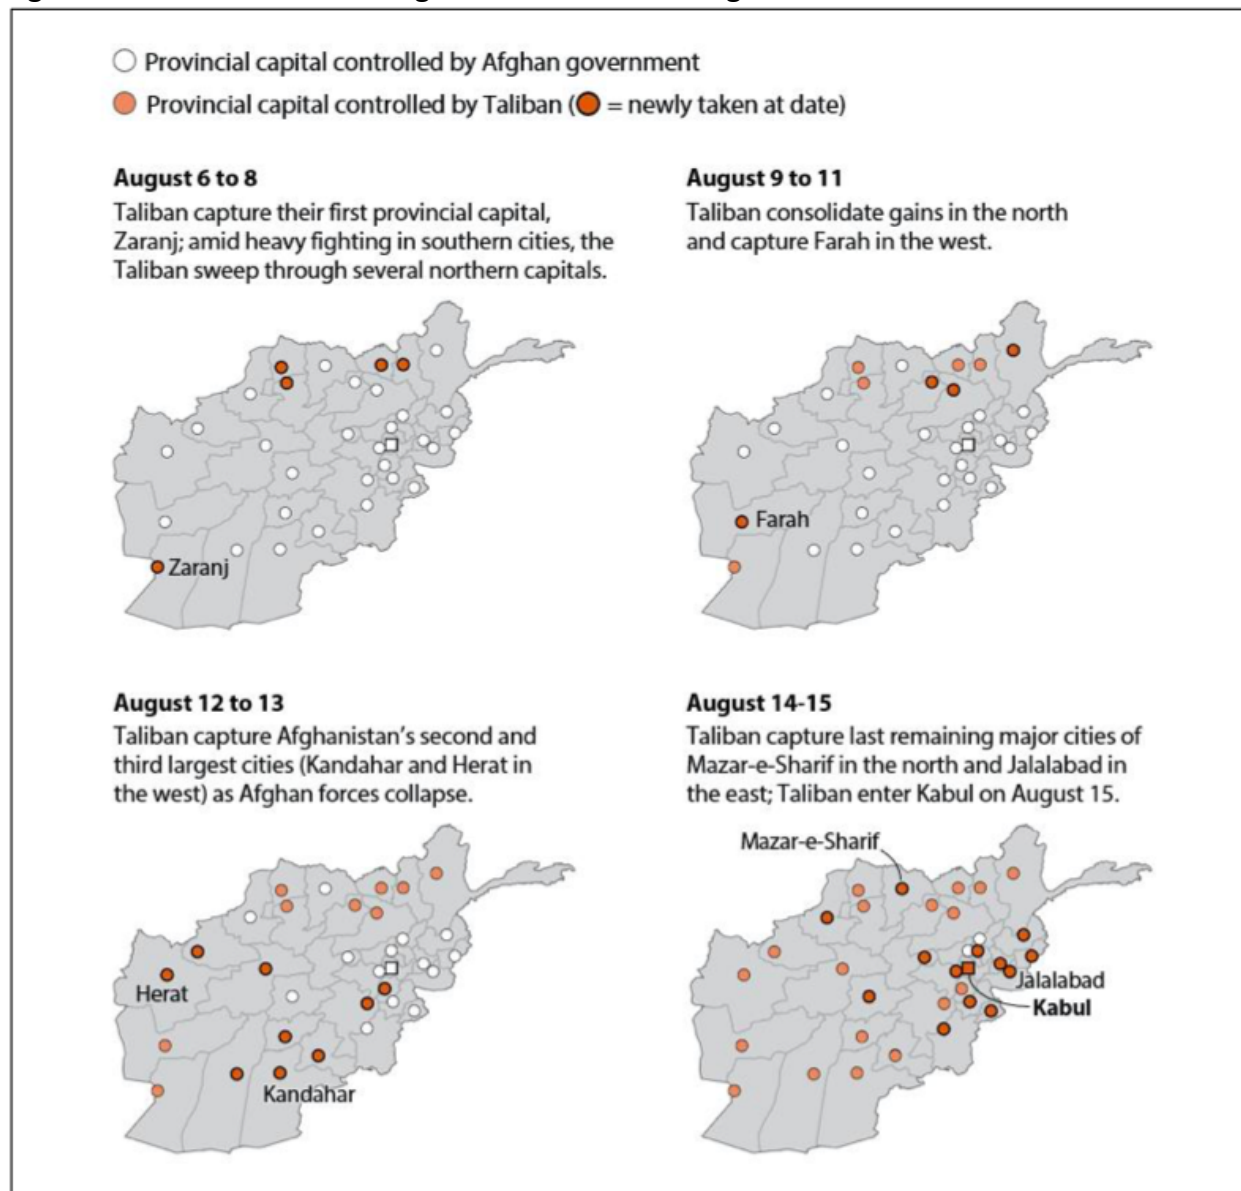 Provincial capital controlled by Afghan government
Provincial capital controlled by Taliban ( = newly taken at date)
August 6 to 8
Taliban capture their first provincial capital,
Zaranj; amid heavy fighting in southern cities, the
Taliban sweep through several northern capitals.
Zaranj
August 9 to 11
Taliban consolidate gains in the north
and capture Farah in the west.
Farah
August 12 to 13
Taliban capture Afghanistan's second and
third largest cities (Kandahar and Herat in
the west) as Afghan forces collapse.
Herat
Kandahar
August 14-15
Taliban capture last remaining major cities of
Mazar-e-Sharif in the north and Jalalabad in
the east; Taliban enter Kabul on August 15.
Mazar-e-Sharif
Jalalabad
Kabul